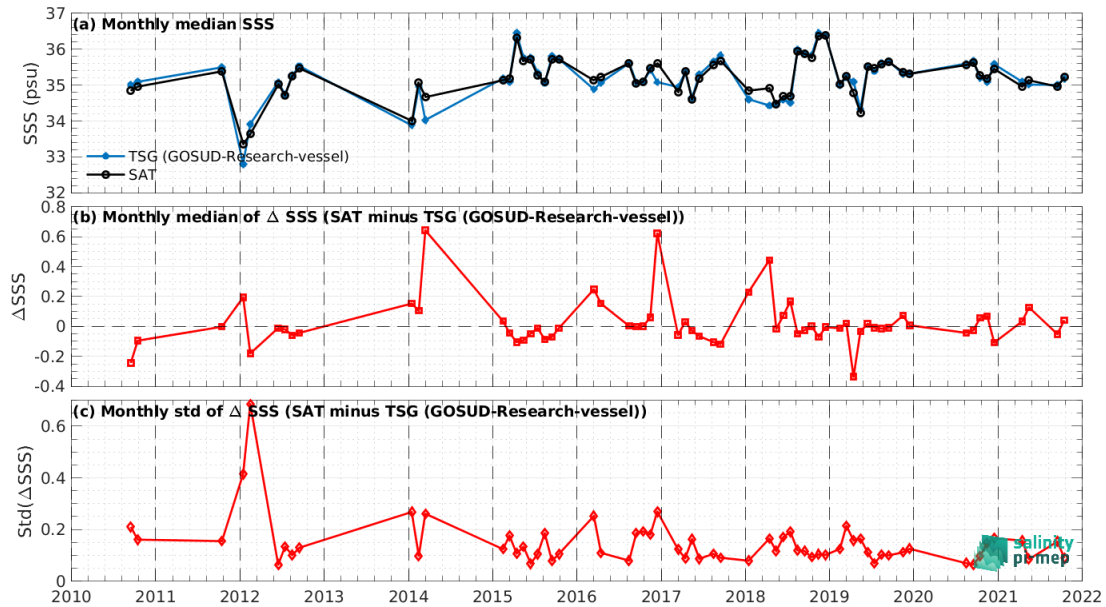 (a) Monthly median SSS
37
36
35
34
33
32
SSS (psu)
TSG (GOSUD-Research-vessel)
SAT
(b) Monthly median of Δ SSS (SAT minus TSG (GOSUD-Research-vessel))
0.8
0.6
0.4
0.2
0
-0.2
-0.4
ΔSSS
(c) Monthly std of Δ SSS (SAT minus TSG (GOSUD-Research-vessel))
0.6
0.4
0.2
0
Std(ΔSSS)
salinity
pi-mep
2010 2011 2012 2013 2014 2015 2016 2017 2018 2019 2020 2021 2022